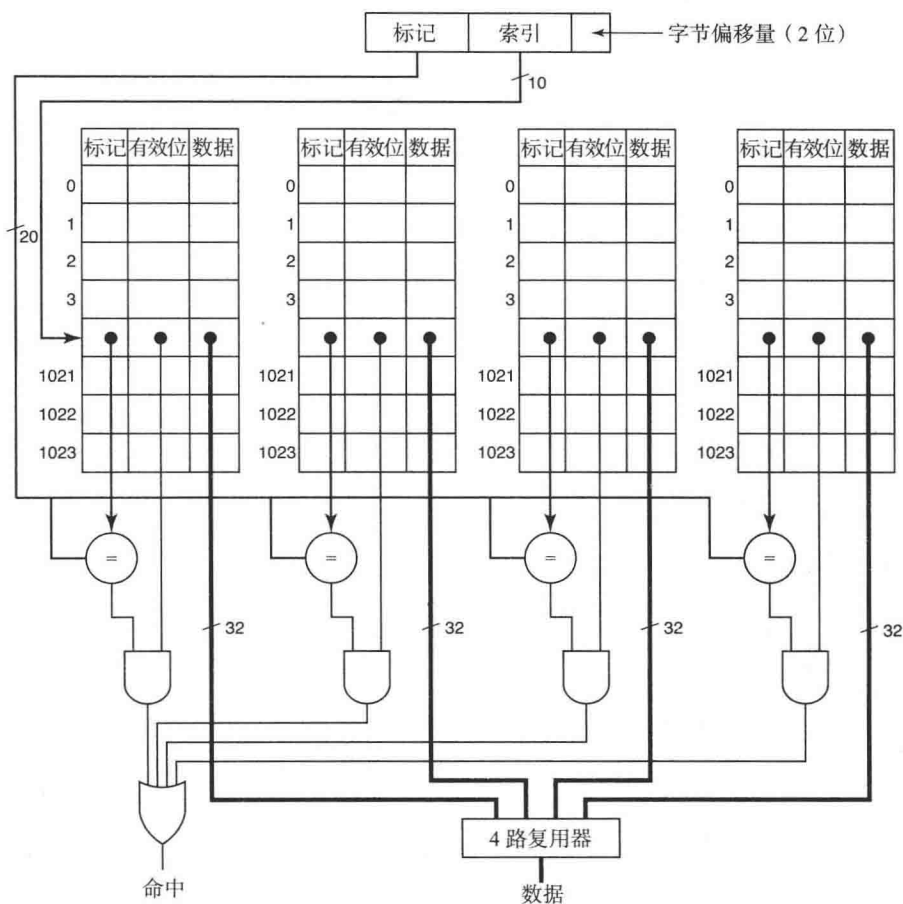 标记 索引 字节偏移量（2 位）
10
20
标记 有效位 数据 标记 有效位 数据 标记 有效位 数据 标记 有效位 数据
0 0 0 0
1 1 1 1
2 2 2 2
3 3 3 3
1021 1021 1021 1021
1022 1022 1022 1022
1023 1023 1023 1023
= = = =
32 32 32 32
4 路复用器
命中 数据